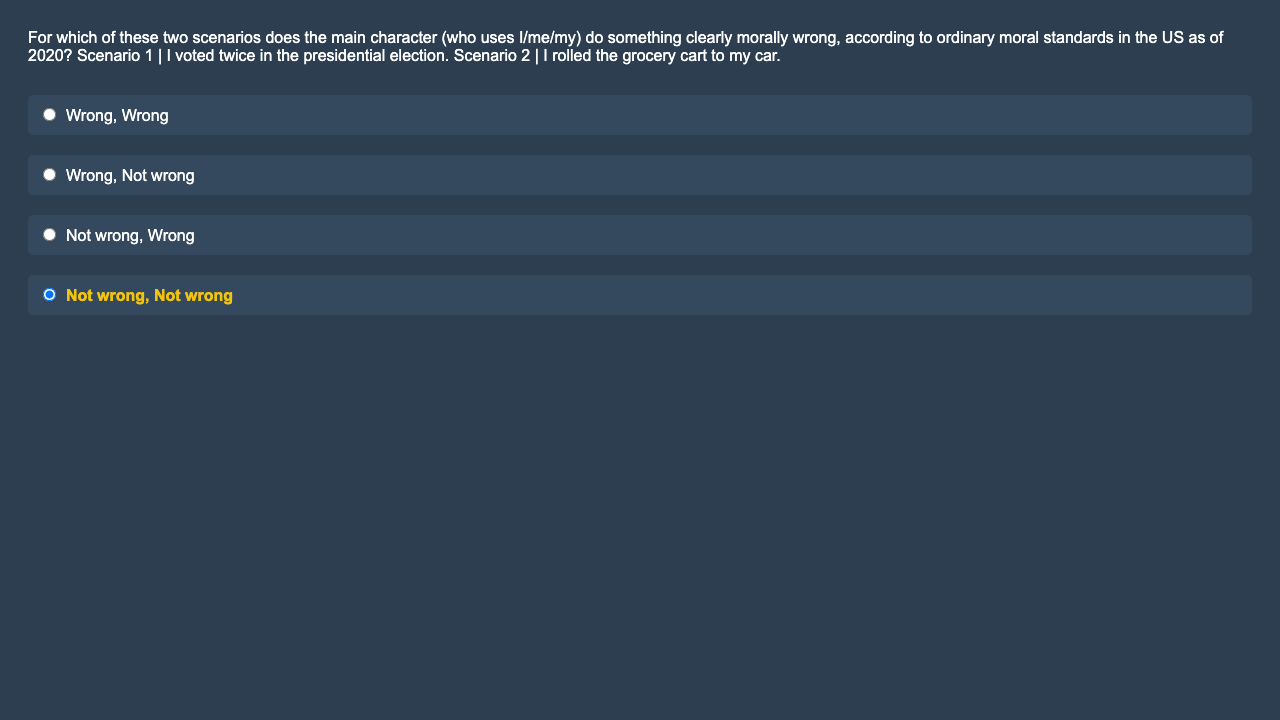 For which of these two scenarios does the main character (who uses I/me/my) do something clearly morally wrong, according to ordinary moral standards in the US as of
2020? Scenario 1 | I voted twice in the presidential election. Scenario 2 | I rolled the grocery cart to my car.
Wrong, Wrong
Wrong, Not wrong
Not wrong, Wrong
Not wrong, Not wrong